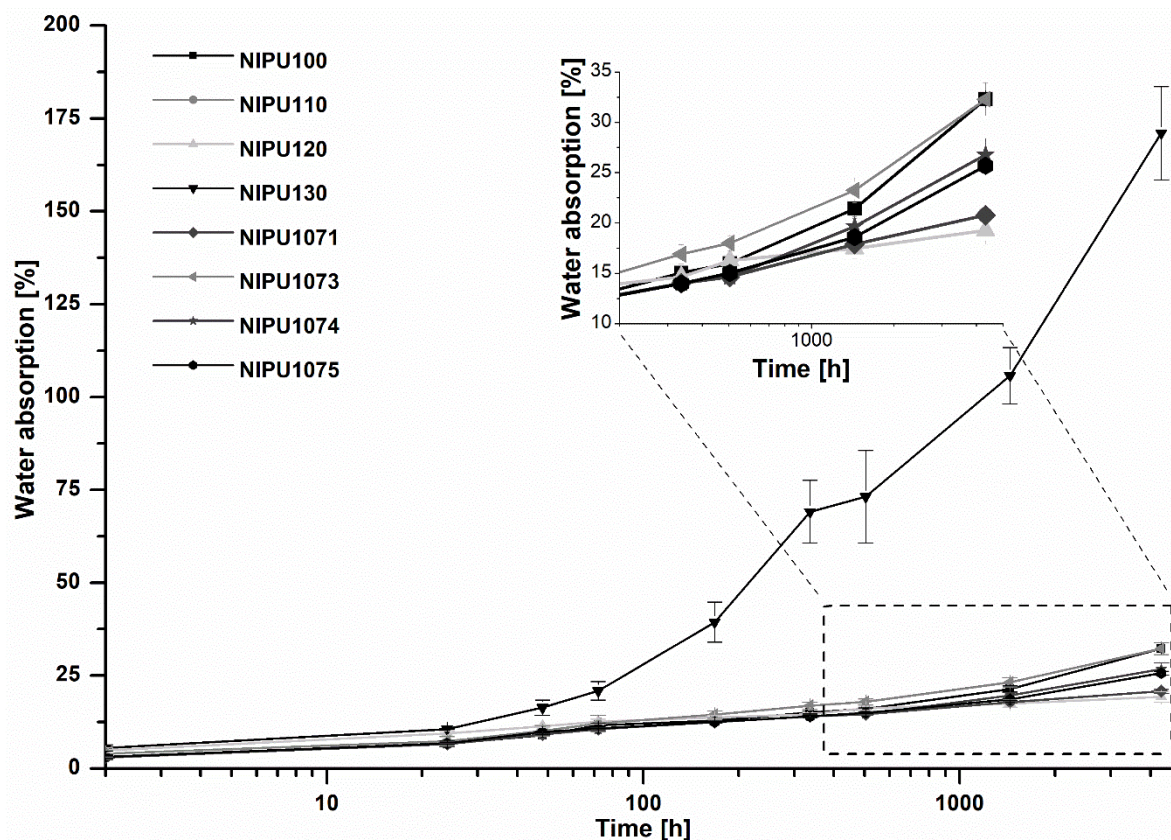 200
175
150
125
100
75
50
25
0
Water absorption [%]
NIPU100
NIPU110
NIPU120
NIPU130
NIPU1071
NIPU1073
NIPU1074
NIPU1075
35
30
25
20
15
10
Water absorption [%]
1000
Time [h]
10
100
1000
Time [h]